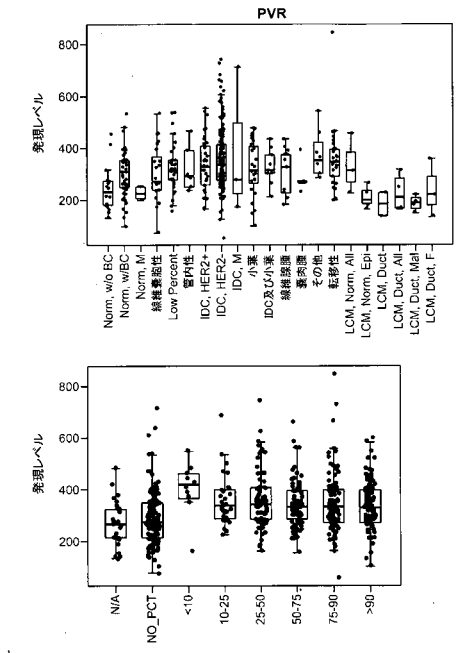 PVR
発現レベル
800
600
400
200
Norm, w/o BC
Norm, w/BC
Norm, M
線維嚢胞性
Low Percent
管内性
IDC, HER2+
IDC, HER2-
IDC, M
小葉
IDC及び小葉
線維腺腫
嚢肉腫
その他
転移性
LCM, Norm, All
LCM, Norm, Epi
LCM, Duct
LCM, Duct, All
LCM, Duct, Mal
LCM, Duct, F
発現レベル
800
600
400
200
N/A
NO_PCT
<10
10-25
25-50
50-75
75-90
>90